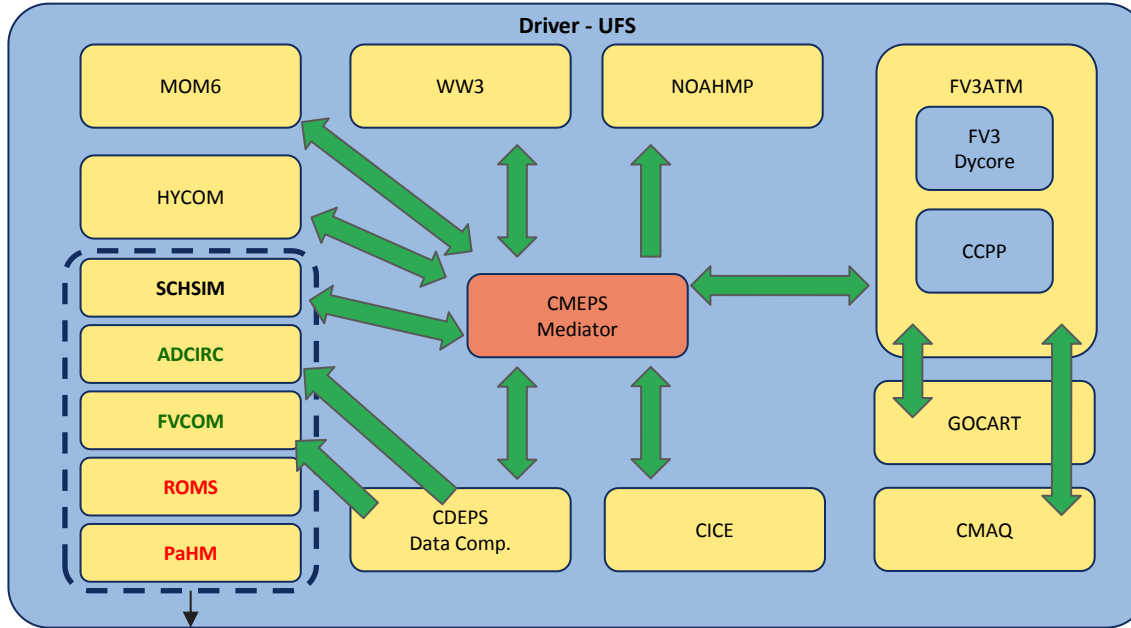 Driver - UFS
MOM6
WW3
NOAHMP
FV3ATM
FV3
Dycore
HYCOM
CCPP
SCHSIM
CMEPS
Mediator
ADCIRC
FVCOM
GOCART
ROMS
CDEPS
Data Comp.
CICE
CMAQ
PaHM